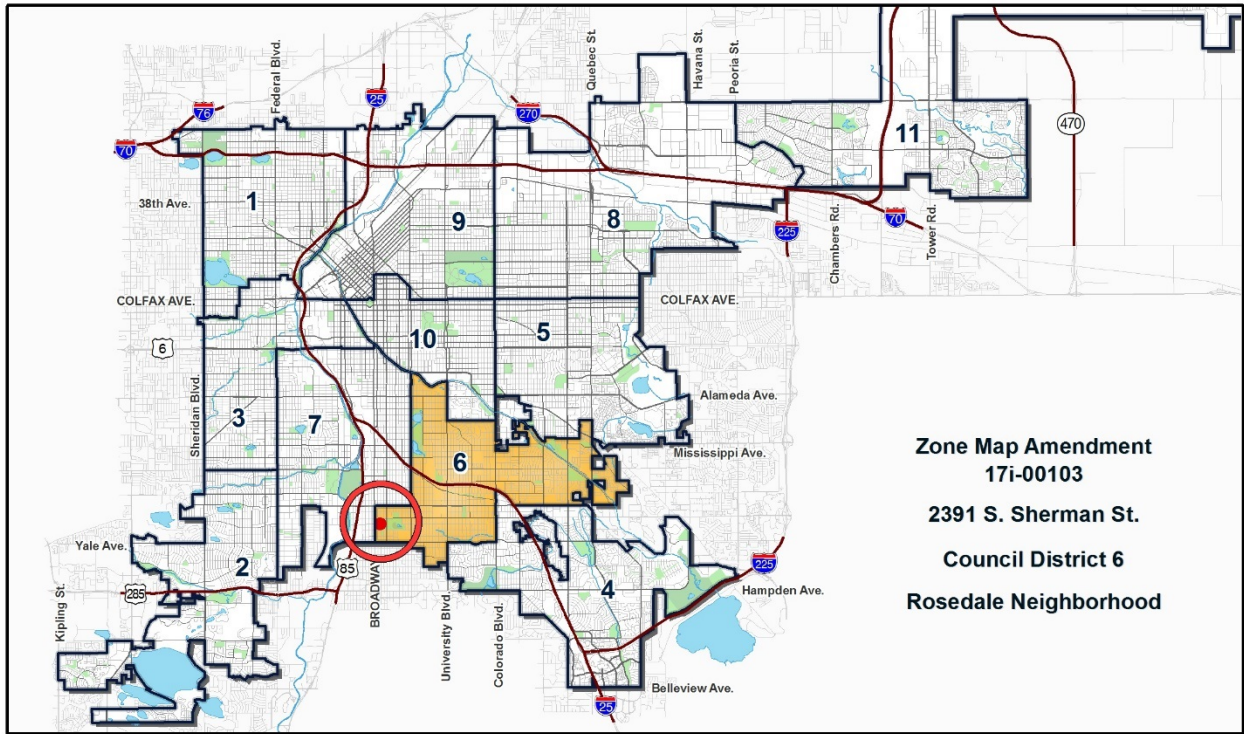 Federal Blvd.
Quebec St.
Havana St.
Peoria St.
25
76
270
70
470
11
1
38th Ave.
9
8
225
70
Chambers Rd.
Tower Rd.
COLFAX AVE.
COLFAX AVE.
10
5
6
Sheridan Blvd.
Alameda Ave.
3
7
6
Mississippi Ave.
Zone Map Amendment
17i-00103
2391 S. Sherman St.
Council District 6
Rosedale Neighborhood
Yale Ave.
2
85
BROADWAY
285
Kipling St.
University Blvd.
Colorado Blvd.
4
225
Hampden Ave.
Belleview Ave.
25